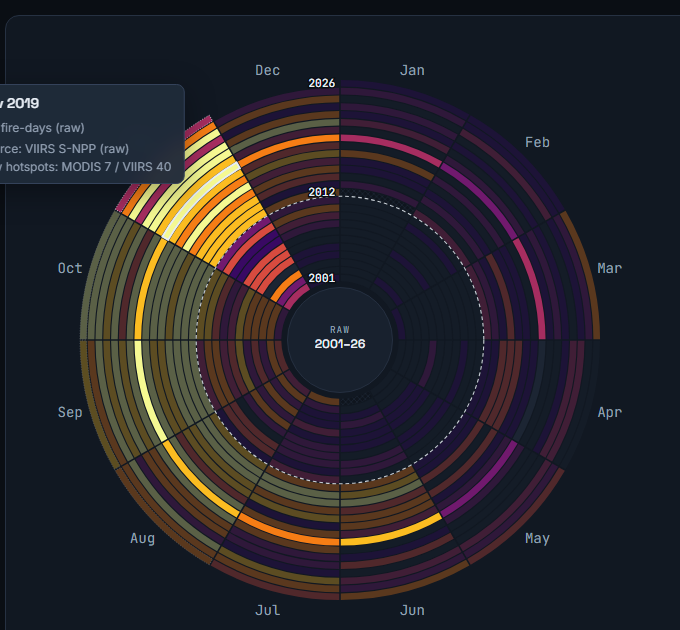 Dec
Jan
2026
2019
fire-days (raw)
VIIRS S-NPP (raw)
hotspots: MODIS 7 / VIIRS 40
Feb
2012
Oct
Mar
2001
RAW
2001–26
Sep
Apr
Aug
May
Jul
Jun